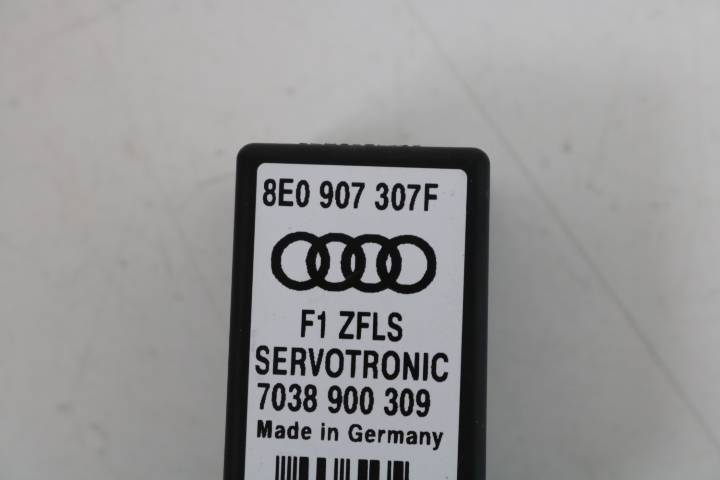 8E0 907 307F
F1 ZFLS
SERVOTRONIC
7038 900 309
Made in Germany